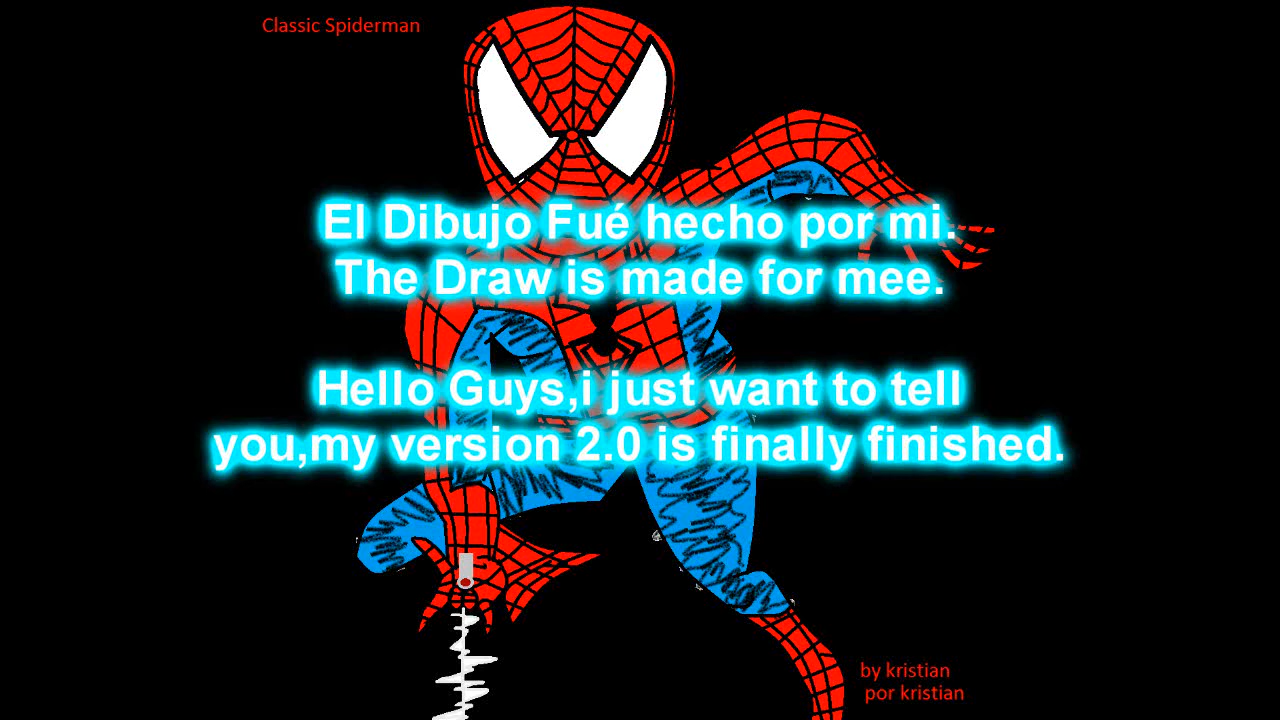 Classic Spiderman
El Dibujo Fué hecho por mi.
The Draw is made for mee.
Hello Guys,i just want to tell
you,my version 2.0 is finally finished.
by kristian
por kristian